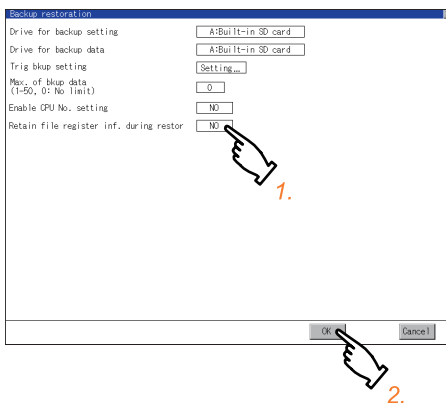 Backup restoration
Drive for backup setting A:Built-in SD card
Drive for backup data A:Built-in SD card
Trig bkup setting Setting...
Max. of bkup data
(1-50, 0: No limit) 0
Enable CPU No. setting NO
Retain file register inf. during restor NO
1.
OK Cancel
2.